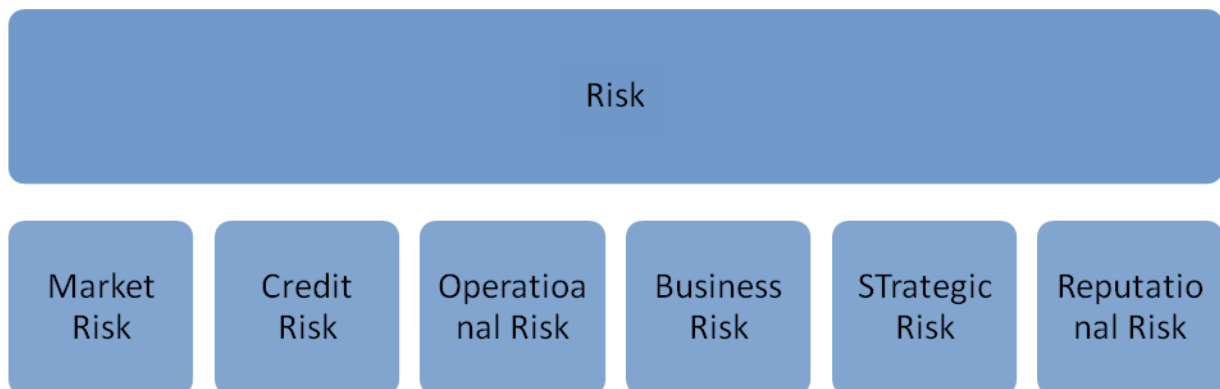 Risk
Market
Risk
Credit
Risk
Operatioa
nal Risk
Business
Risk
STrategic
Risk
Reputatio
nal Risk